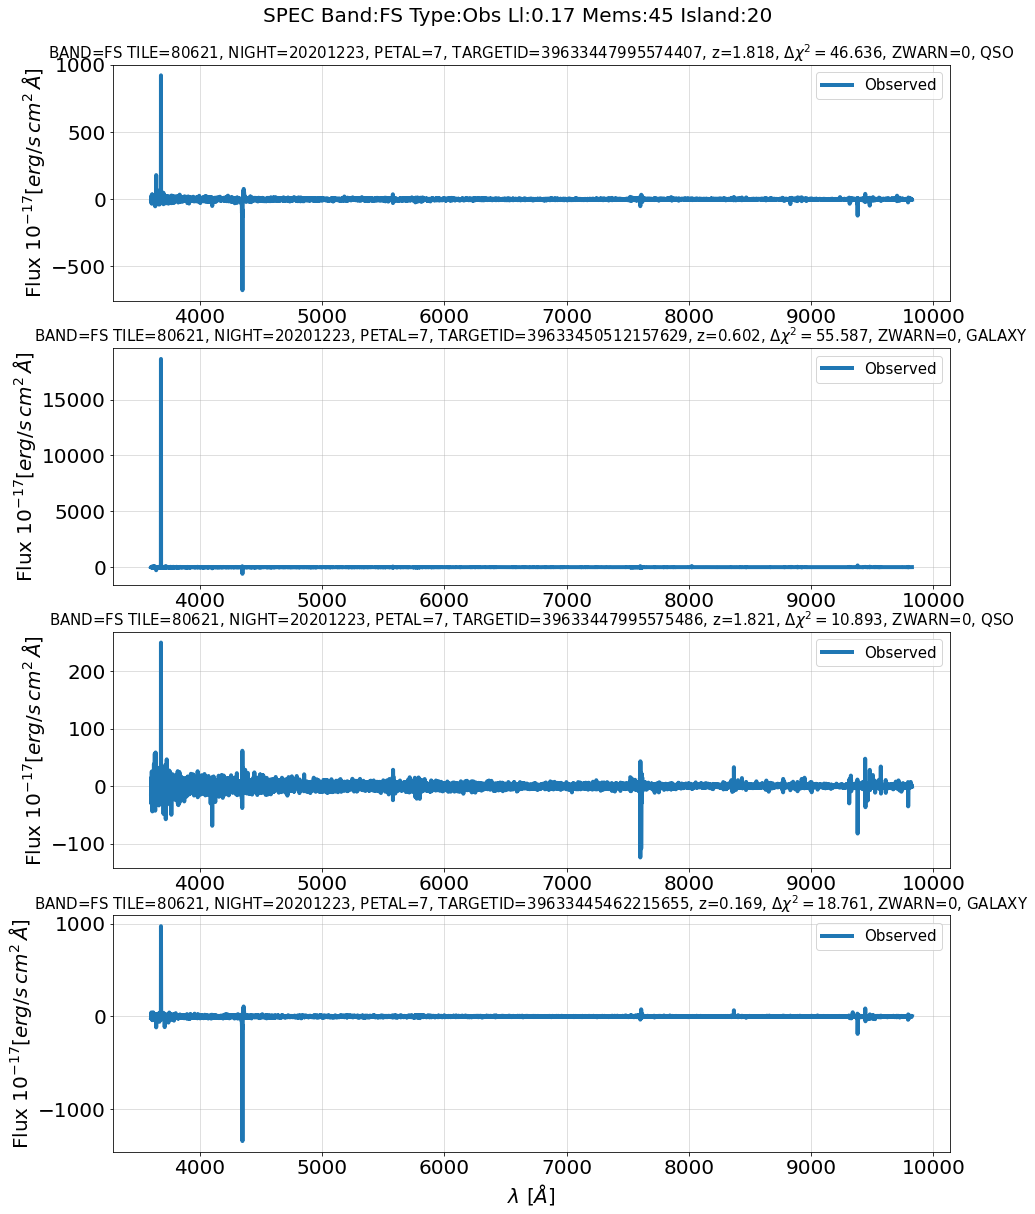 SPEC Band:FS Type:Obs Ll:0.17 Mems:45 Island:20
BAND=FS TILE=80621, NIGHT=20201223, PETAL=7, TARGETID=39633447995574407, z=1.818, Δχ² = 46.636, ZWARN=0, QSO
Flux 10⁻¹⁷[erg/s cm² Å]
1000
500
0
−500
Observed
4000 5000 6000 7000 8000 9000 10000
BAND=FS TILE=80621, NIGHT=20201223, PETAL=7, TARGETID=39633450512157629, z=0.602, Δχ² = 55.587, ZWARN=0, GALAXY
Flux 10⁻¹⁷[erg/s cm² Å]
15000
10000
5000
0
Observed
4000 5000 6000 7000 8000 9000 10000
BAND=FS TILE=80621, NIGHT=20201223, PETAL=7, TARGETID=39633447995575486, z=1.821, Δχ² = 10.893, ZWARN=0, QSO
Flux 10⁻¹⁷[erg/s cm² Å]
200
100
0
−100
Observed
4000 5000 6000 7000 8000 9000 10000
BAND=FS TILE=80621, NIGHT=20201223, PETAL=7, TARGETID=39633445462215655, z=0.169, Δχ² = 18.761, ZWARN=0, GALAXY
Flux 10⁻¹⁷[erg/s cm² Å]
1000
0
−1000
Observed
4000 5000 6000 7000 8000 9000 10000
λ [Å]